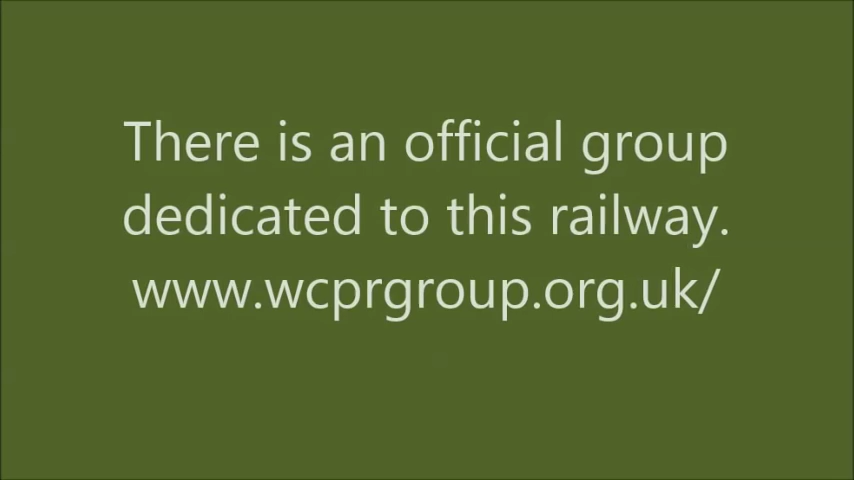 There is an official group
dedicated to this railway.
www.wcprgroup.org.uk/